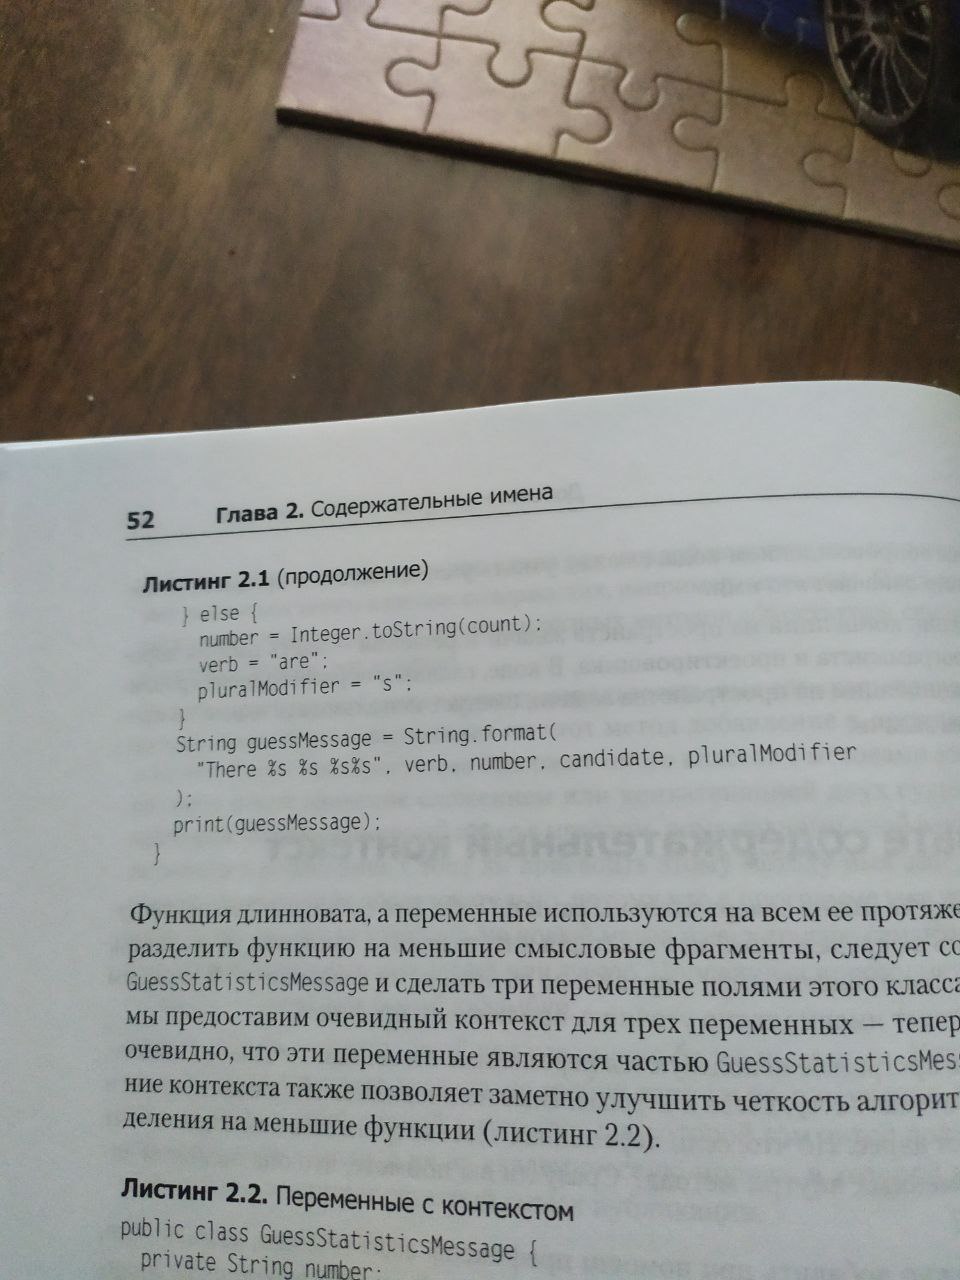 52 Глава 2. Содержательные имена
Листинг 2.1 (продолжение)
} else {
number = Integer.toString(count);
verb = "are";
pluralModifier = "s";
}
String guessMessage = String.format(
"There %s %s %s%s", verb, number, candidate, pluralModifier
);
print(guessMessage);
}
Функция длинновата, а переменные используются на всем ее протяже
разделить функцию на меньшие смысловые фрагменты, следует со
GuessStatisticsMessage и сделать три переменные полями этого класса
мы предоставим очевидный контекст для трех переменных — тепер
очевидно, что эти переменные являются частью GuessStatisticsMes
ние контекста также позволяет заметно улучшить четкость алгорит
деления на меньшие функции (листинг 2.2).
Листинг 2.2. Переменные с контекстом
public class GuessStatisticsMessage {
private String number;